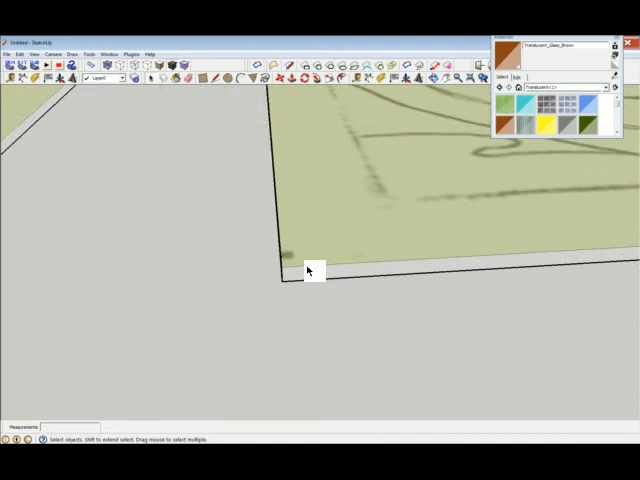 Untitled - SketchUp
File Edit View Camera Draw Tools Window Plugins Help
Layer0
Materials
Translucent_Glass_Brown
Select Edit
Translucent<1>
Measurements
Select objects. Shift to extend select. Drag mouse to select multiple.